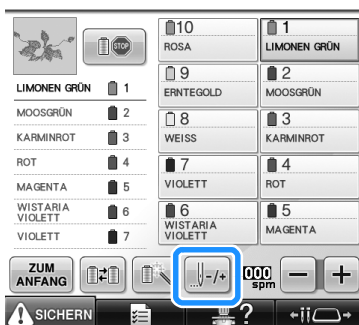 STOP
LIMONEN GRÜN 1
MOOSGRÜN 2
KARMINROT 3
ROT 4
MAGENTA 5
WISTARIA
VIOLETT 6
VIOLETT 7
10
ROSA
1
LIMONEN GRÜN
9
ERNTEGOLD
2
MOOSGRÜN
8
WEISS
3
KARMINROT
7
VIOLETT
4
ROT
6
WISTARIA
VIOLETT
5
MAGENTA
ZUM
ANFANG
-/+
000
spm
- +
SICHERN
?